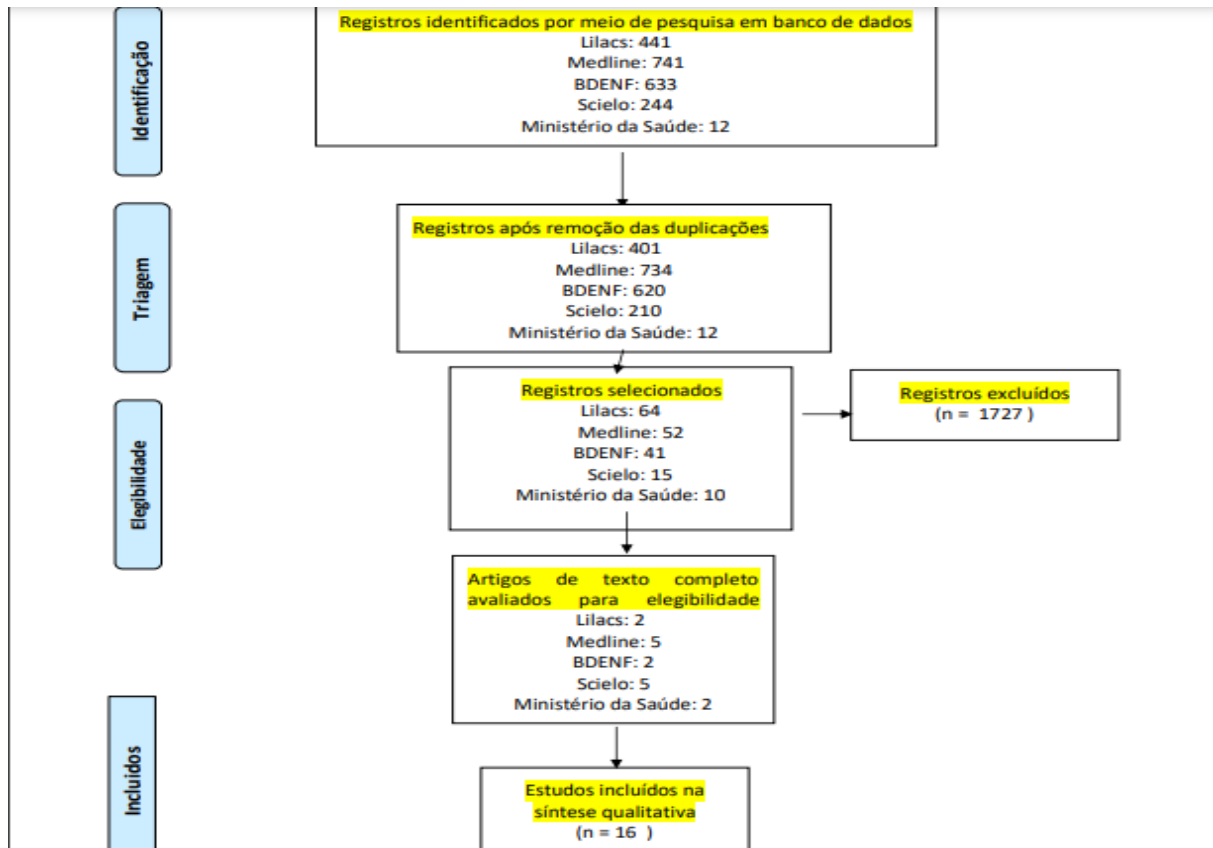 Identificação
Registros identificados por meio de pesquisa em banco de dados
Lilacs: 441
Medline: 741
BDENF: 633
Scielo: 244
Ministério da Saúde: 12
Triagem
Registros após remoção das duplicações
Lilacs: 401
Medline: 734
BDENF: 620
Scielo: 210
Ministério da Saúde: 12
Elegibilidade
Registros selecionados
Lilacs: 64
Medline: 52
BDENF: 41
Scielo: 15
Ministério da Saúde: 10
Registros excluídos
(n = 1727 )
Artigos de texto completo
avaliados para elegibilidade
Lilacs: 2
Medline: 5
BDENF: 2
Scielo: 5
Ministério da Saúde: 2
Incluidos
Estudos incluídos na
síntese qualitativa
(n = 16 )